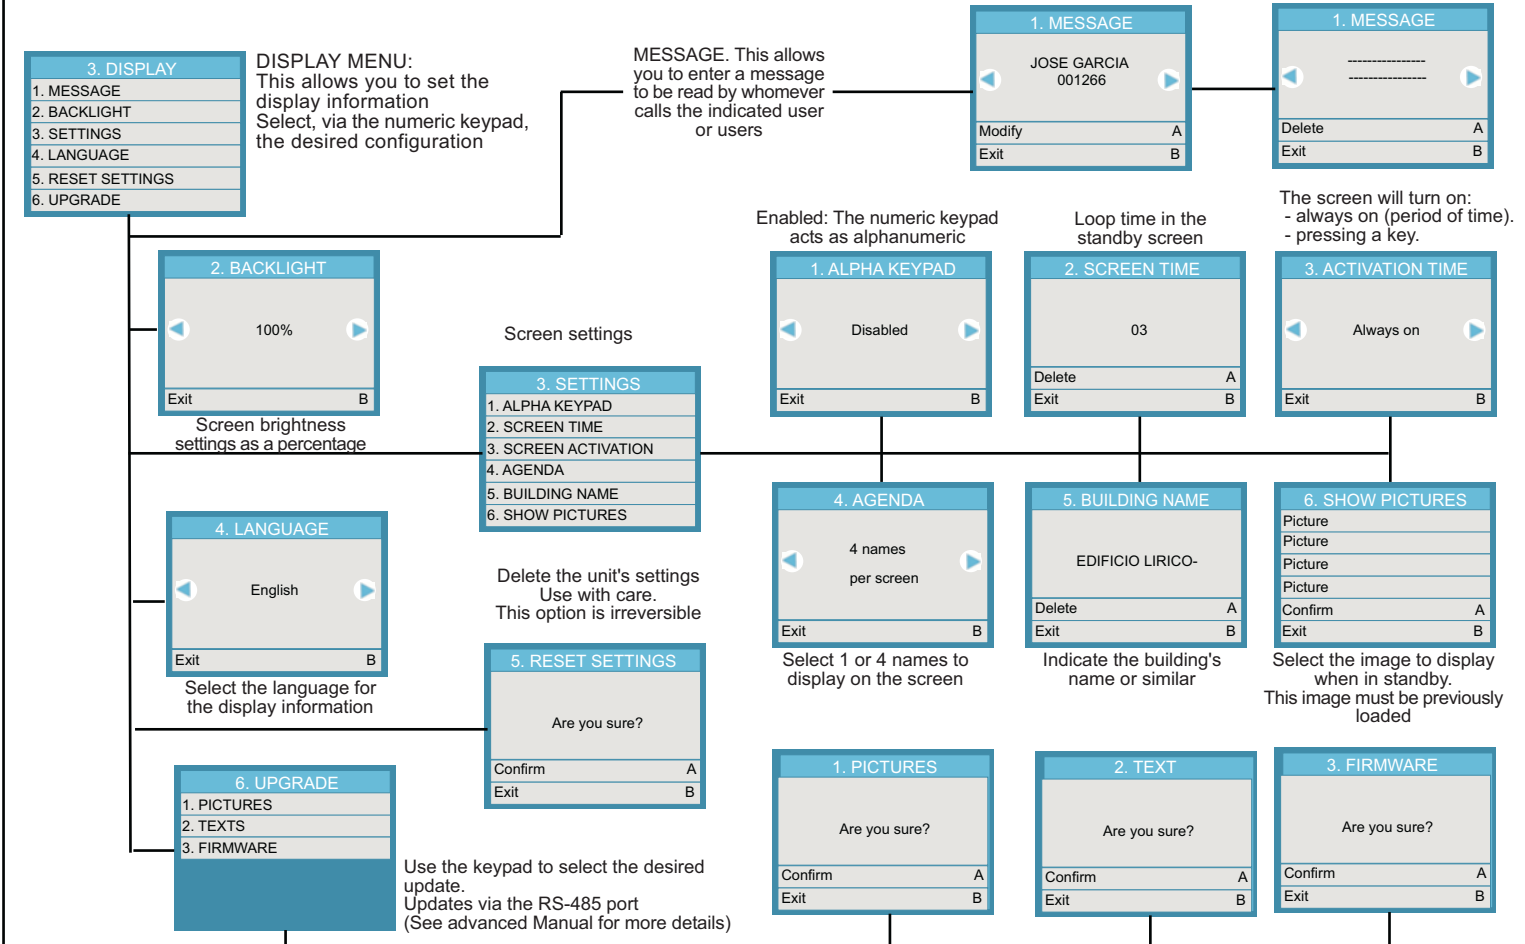 3. DISPLAY
1. MESSAGE
2. BACKLIGHT
3. SETTINGS
4. LANGUAGE
5. RESET SETTINGS
6. UPGRADE
DISPLAY MENU:
This allows you to set the
display information
Select, via the numeric keypad,
the desired configuration
MESSAGE. This allows
you to enter a message
to be read by whomever
calls the indicated user
or users
1. MESSAGE
JOSE GARCIA
001266
Modify A
Exit B
1. MESSAGE
----------------
----------------
Delete A
Exit B
2. BACKLIGHT
100%
Exit B
Screen brightness
settings as a percentage
Screen settings
3. SETTINGS
1. ALPHA KEYPAD
2. SCREEN TIME
3. SCREEN ACTIVATION
4. AGENDA
5. BUILDING NAME
6. SHOW PICTURES
Enabled: The numeric keypad
acts as alphanumeric
1. ALPHA KEYPAD
Disabled
Exit B
Loop time in the
standby screen
2. SCREEN TIME
03
Delete A
Exit B
The screen will turn on:
- always on (period of time).
- pressing a key.
3. ACTIVATION TIME
Always on
Exit B
4. AGENDA
4 names
per screen
Exit B
Select 1 or 4 names to
display on the screen
5. BUILDING NAME
EDIFICIO LIRICO-
Delete A
Exit B
Indicate the building's
name or similar
6. SHOW PICTURES
Picture
Picture
Picture
Picture
Confirm A
Exit B
Select the image to display
when in standby.
This image must be previously
loaded
4. LANGUAGE
English
Exit B
Select the language for
the display information
Delete the unit's settings
Use with care.
This option is irreversible
5. RESET SETTINGS
Are you sure?
Confirm A
Exit B
6. UPGRADE
1. PICTURES
2. TEXTS
3. FIRMWARE
Use the keypad to select the desired
update.
Updates via the RS-485 port
(See advanced Manual for more details)
1. PICTURES
Are you sure?
Confirm A
Exit B
2. TEXT
Are you sure?
Confirm A
Exit B
3. FIRMWARE
Are you sure?
Confirm A
Exit B